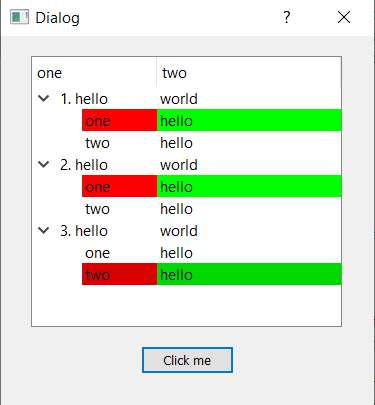 Dialog ?
one two
1. hello world
one hello
two hello
2. hello world
one hello
two hello
3. hello world
one hello
two hello
Click me